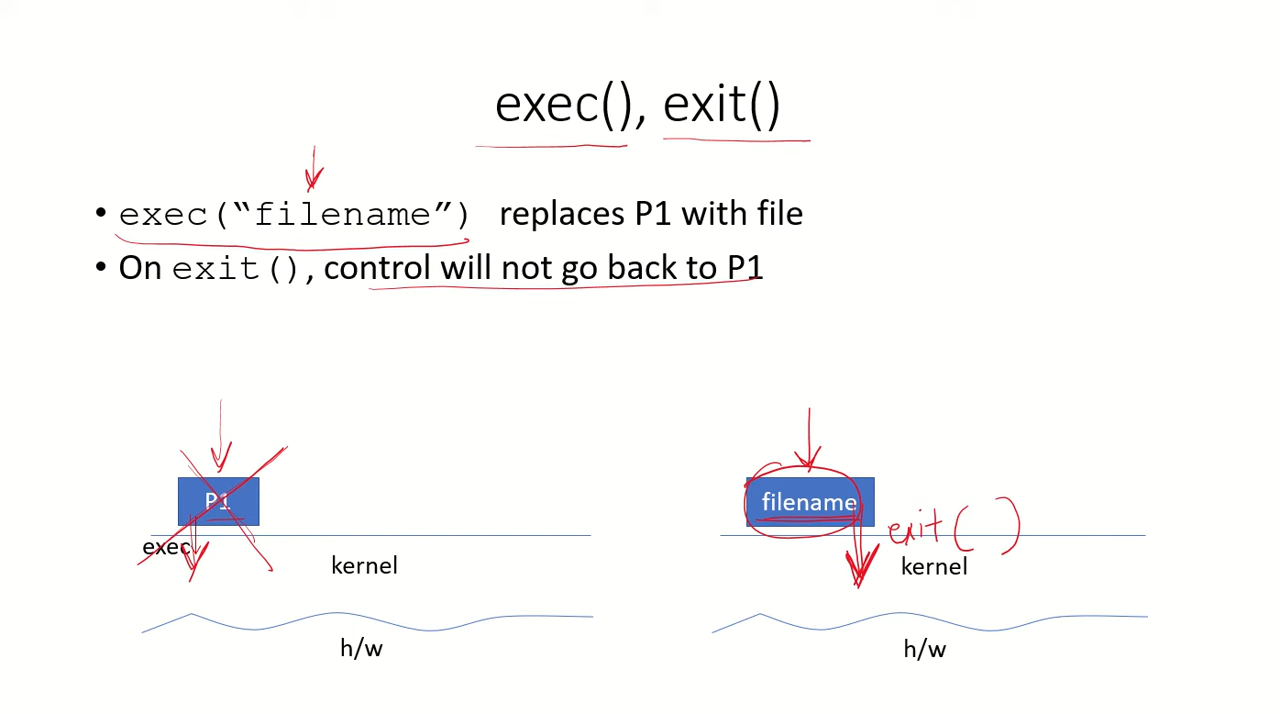 exec(), exit()
• exec(“filename”) replaces P1 with file
• On exit(), control will not go back to P1
P1
exec
kernel
h/w
filename
exit( )
kernel
h/w